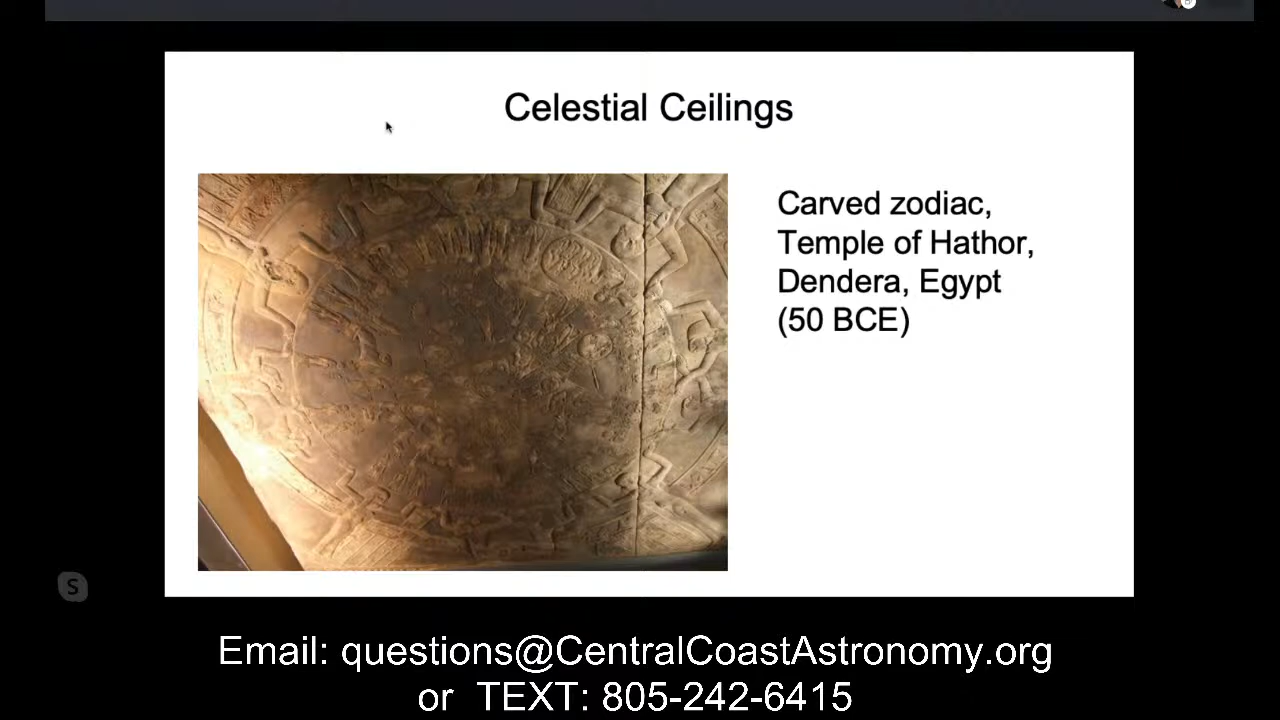 Celestial Ceilings
Carved zodiac,
Temple of Hathor,
Dendera, Egypt
(50 BCE)
S
Email: questions@CentralCoastAstronomy.org
or TEXT: 805-242-6415